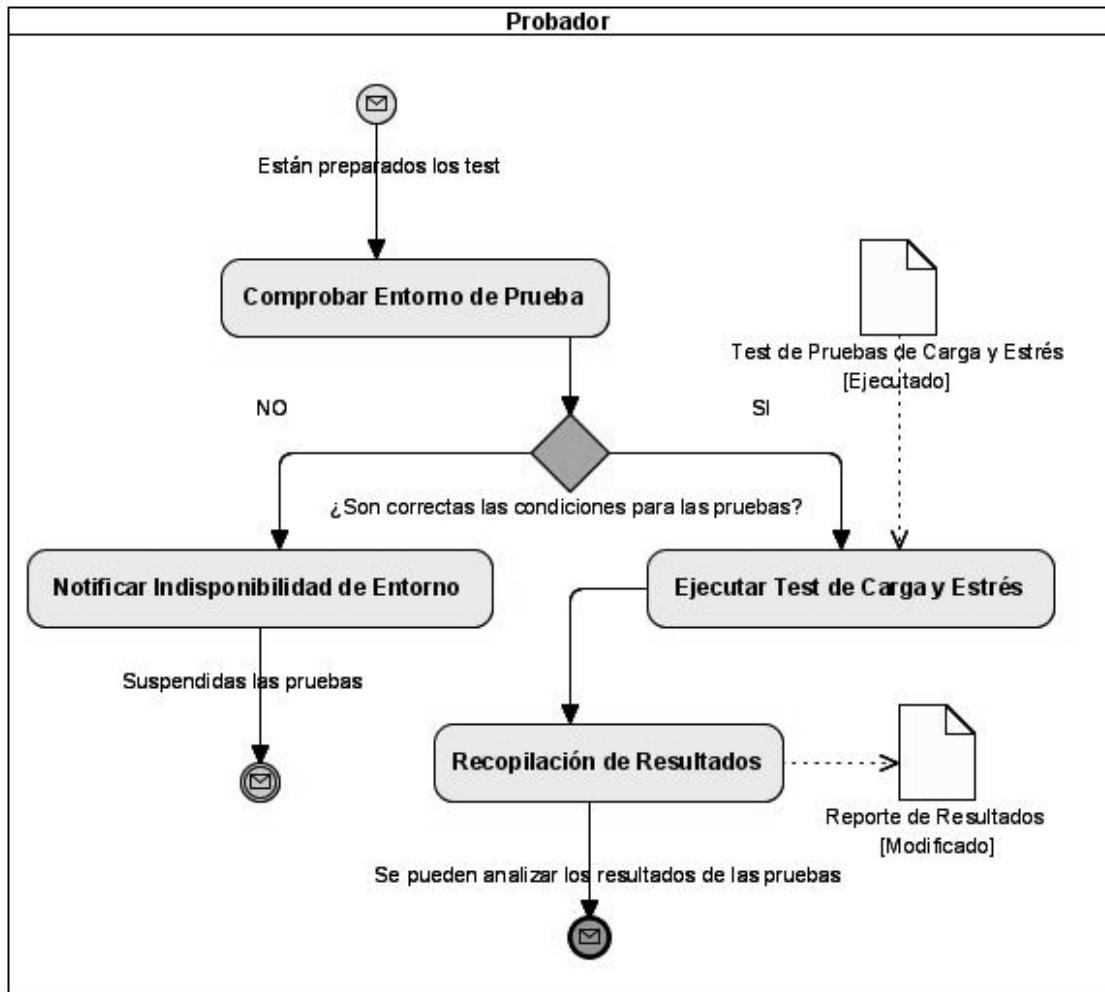 Probador
Están preparados los test
Comprobar Entorno de Prueba
Test de Pruebas de Carga y Estrés
[Ejecutado]
NO
SI
¿Son correctas las condiciones para las pruebas?
Notificar Indisponibilidad de Entorno
Ejecutar Test de Carga y Estrés
Suspendidas las pruebas
Recopilación de Resultados
Reporte de Resultados
[Modificado]
Se pueden analizar los resultados de las pruebas